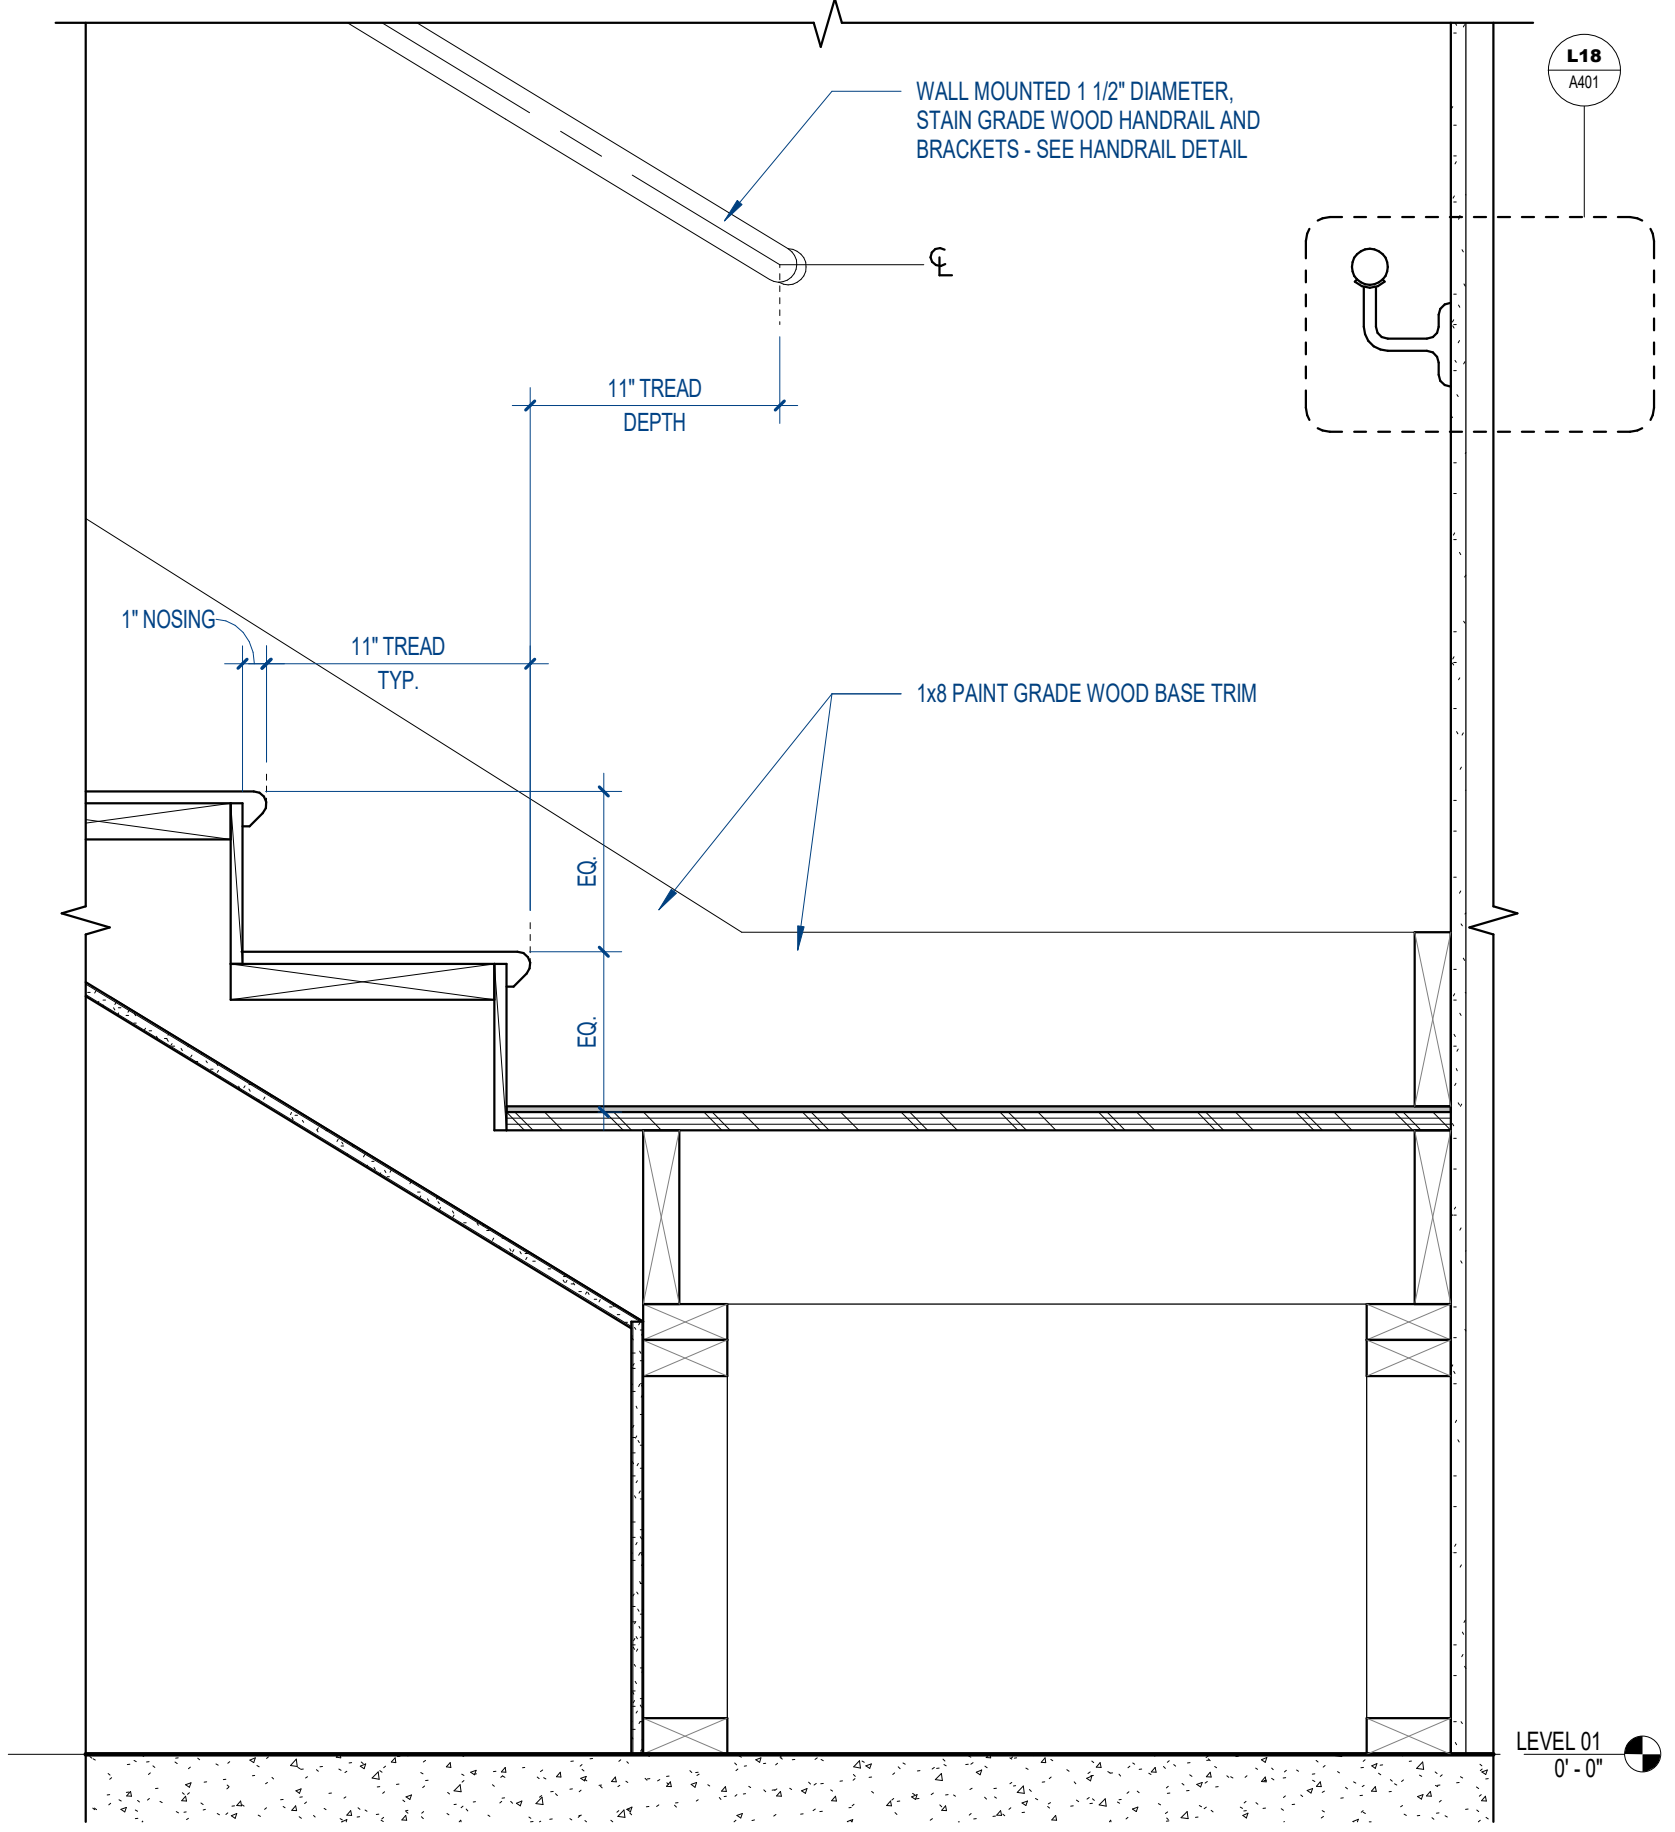 L18
A401
WALL MOUNTED 1 1/2" DIAMETER,
STAIN GRADE WOOD HANDRAIL AND
BRACKETS - SEE HANDRAIL DETAIL
℄
11" TREAD
DEPTH
1" NOSING
11" TREAD
TYP.
1x8 PAINT GRADE WOOD BASE TRIM
EQ.
EQ.
LEVEL 01
0' - 0"